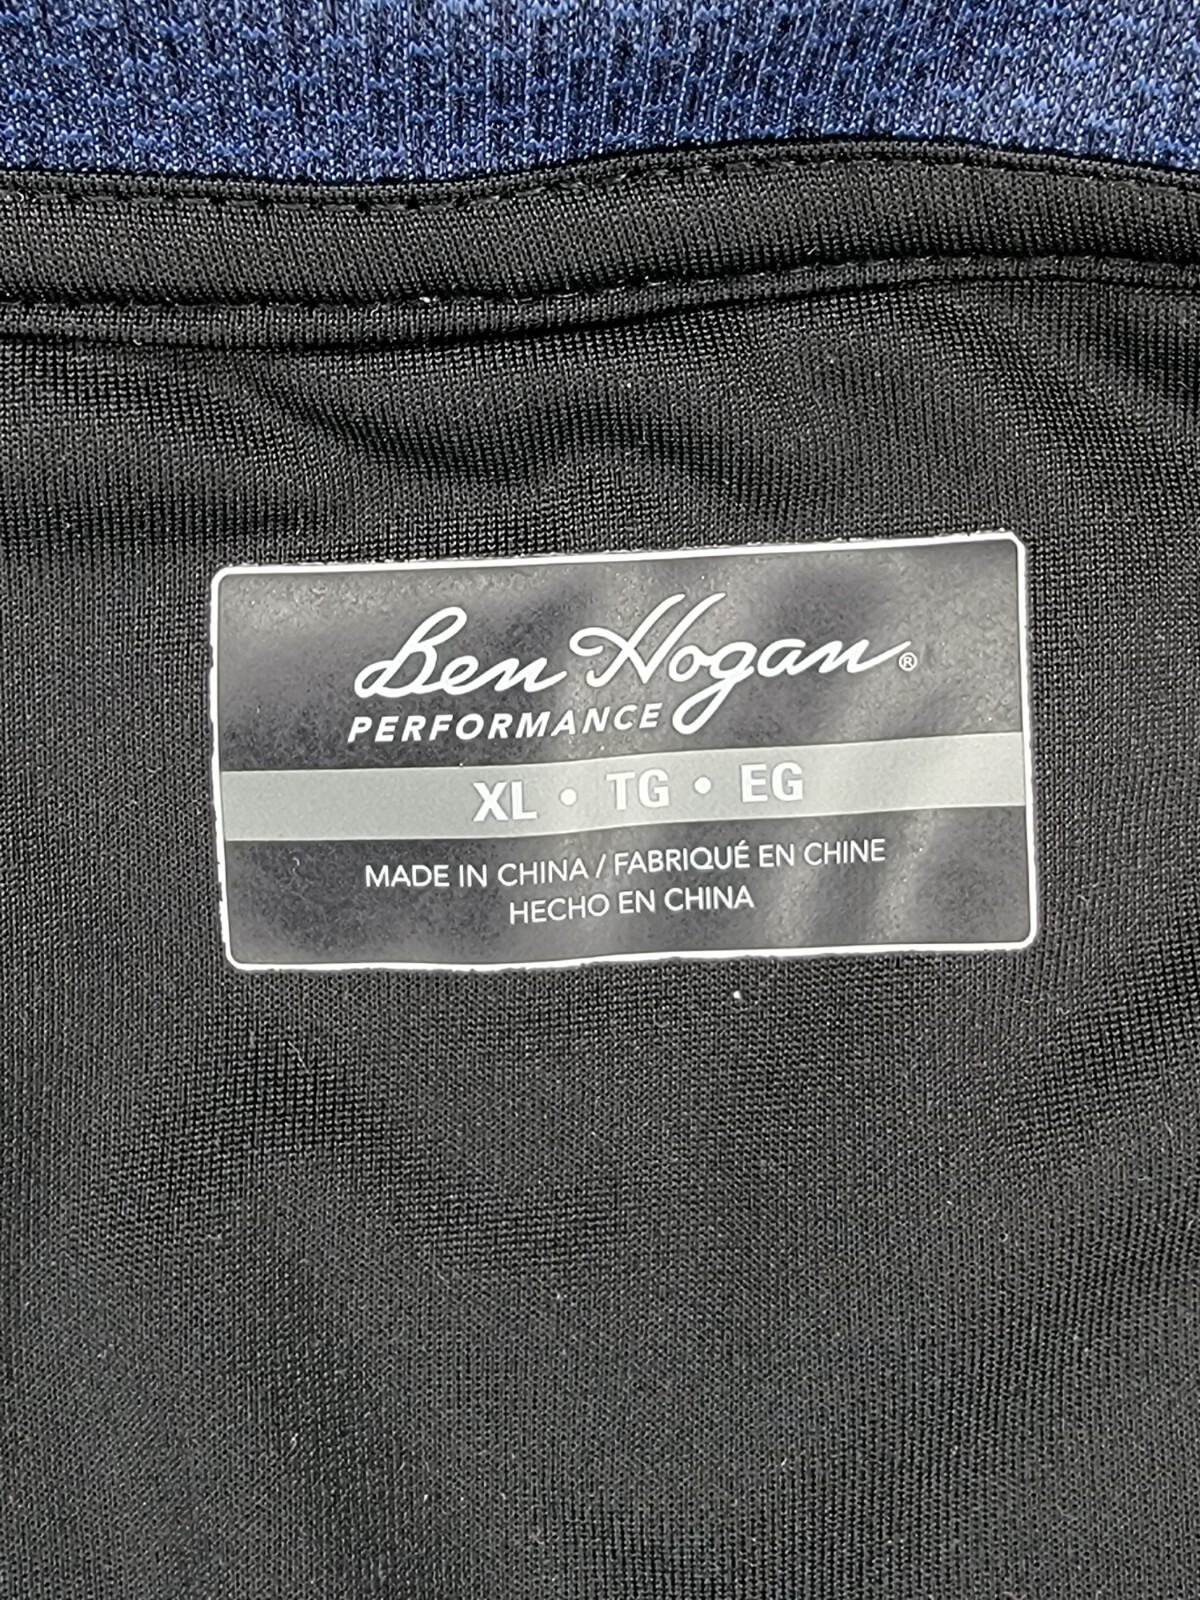 Ben Hogan®
PERFORMANCE
XL • TG • EG
MADE IN CHINA / FABRIQUÉ EN CHINE
HECHO EN CHINA